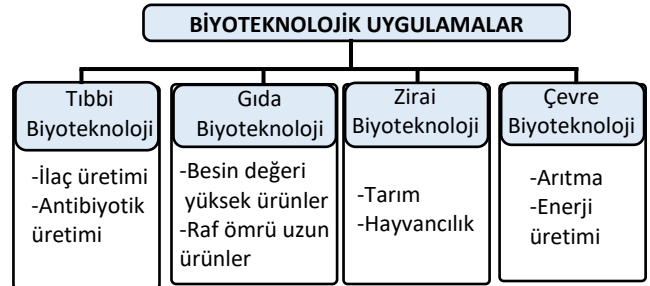 BİYOTEKNOLOJİK UYGULAMALAR
Tıbbi
Biyoteknoloji
-İlaç üretimi
-Antibiyotik
üretimi
Gıda
Biyoteknoloji
-Besin değeri
yüksek ürünler
-Raf ömrü uzun
ürünler
Zirai
Biyoteknoloji
-Tarım
-Hayvancılık
Çevre
Biyoteknoloji
-Arıtma
-Enerji
üretimi